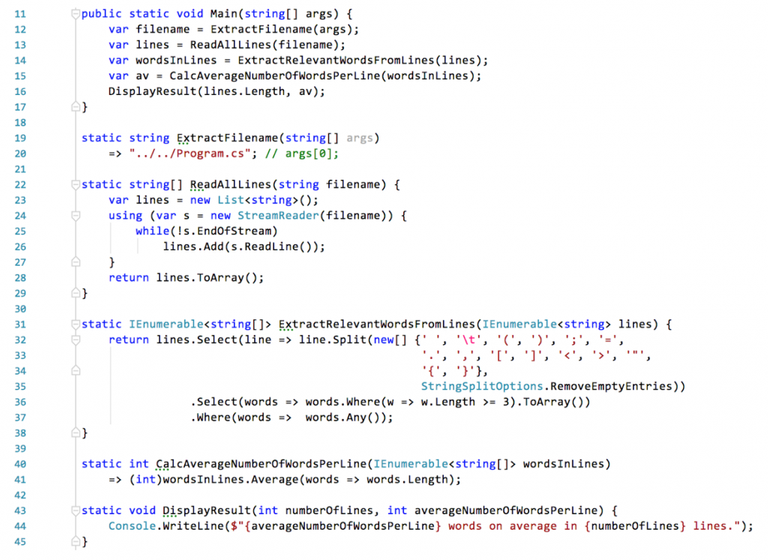 11 public static void Main(string[] args) {
12 var filename = ExtractFilename(args);
13 var lines = ReadAllLines(filename);
14 var wordsInLines = ExtractRelevantWordsFromLines(lines);
15 var av = CalcAverageNumberOfWordsPerLine(wordsInLines);
16 DisplayResult(lines.Length, av);
17 }
18
19 static string ExtractFilename(string[] args)
20 => "../../Program.cs"; // args[0];
21
22 static string[] ReadAllLines(string filename) {
23 var lines = new List<string>();
24 using (var s = new StreamReader(filename)) {
25 while(!s.EndOfStream)
26 lines.Add(s.ReadLine());
27 }
28 return lines.ToArray();
29 }
30
31 static IEnumerable<string[]> ExtractRelevantWordsFromLines(IEnumerable<string> lines) {
32 return lines.Select(line => line.Split(new[] {' ', '\t', '(', ')', ';', '=',
33 '.', ',', '[', ']', '<', '>', '"',
34 '{', '}'},
35 StringSplitOptions.RemoveEmptyEntries))
36 .Select(words => words.Where(w => w.Length >= 3).ToArray())
37 .Where(words => words.Any());
38 }
39
40 static int CalcAverageNumberOfWordsPerLine(IEnumerable<string[]> wordsInLines)
41 => (int)wordsInLines.Average(words => words.Length);
42
43 static void DisplayResult(int numberOfLines, int averageNumberOfWordsPerLine) {
44 Console.WriteLine($"{averageNumberOfWordsPerLine} words on average in {numberOfLines} lines.");
45 }